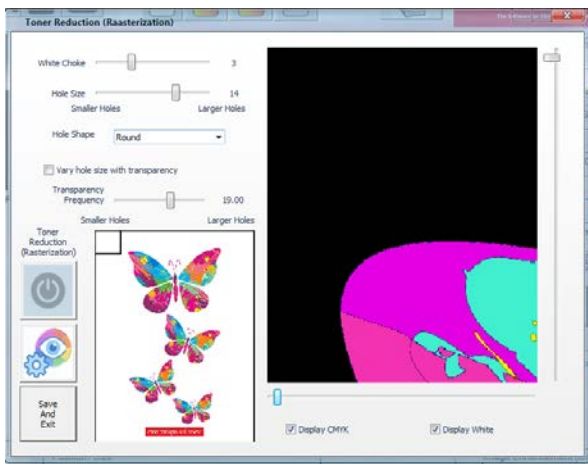 Toner Reduction (Raasterization)
White Choke 3
Hole Size 14
Smaller Holes Larger Holes
Hole Shape Round
Vary hole size with transparency
Transparency
Frequency 19.00
Smaller Holes Larger Holes
Toner
Reduction
(Rasterization)
Save
And
Exit
Display CMYK Display White